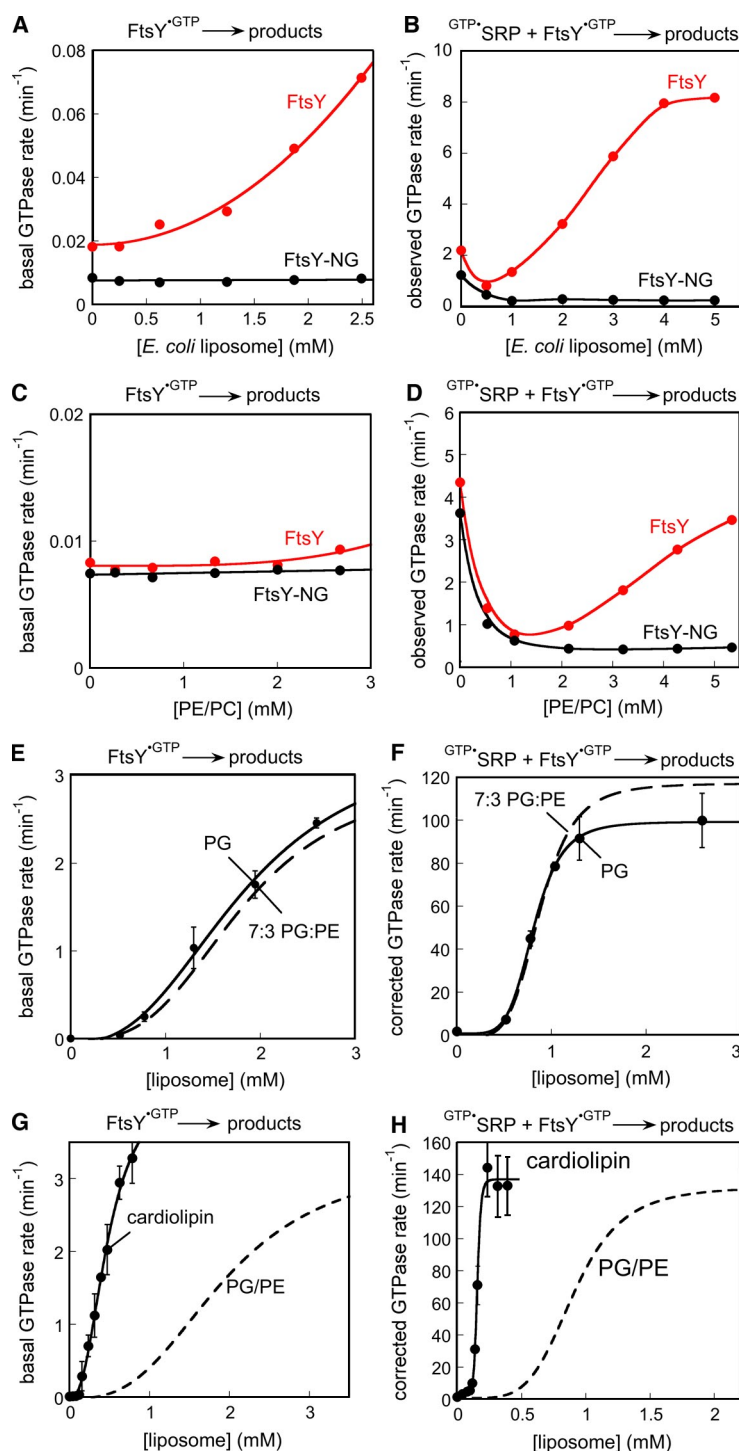 A
FtsY•GTP ⟶ products
basal GTPase rate (min⁻¹)
0.08
0.06
0.04
0.02
0
FtsY
FtsY-NG
0 0.5 1 1.5 2 2.5
[E. coli liposome] (mM)
B
GTP•SRP + FtsY•GTP ⟶ products
observed GTPase rate (min⁻¹)
10
8
6
4
2
0
FtsY
FtsY-NG
0 1 2 3 4 5
[E. coli liposome] (mM)
C
FtsY•GTP ⟶ products
basal GTPase rate (min⁻¹)
0.02
0.01
0
FtsY
FtsY-NG
0 1 2 3
[PE/PC] (mM)
D
GTP•SRP + FtsY•GTP ⟶ products
observed GTPase rate (min⁻¹)
6
5
4
3
2
1
0
FtsY
FtsY-NG
0 1 2 3 4 5
[PE/PC] (mM)
E
FtsY•GTP ⟶ products
basal GTPase rate (min⁻¹)
3
2
1
0
PG
7:3 PG:PE
0 1 2 3
[liposome] (mM)
F
GTP•SRP + FtsY•GTP ⟶ products
corrected GTPase rate (min⁻¹)
120
100
80
60
40
20
0
7:3 PG:PE
PG
0 1 2 3
[liposome] (mM)
G
FtsY•GTP ⟶ products
basal GTPase rate (min⁻¹)
3
2
1
0
cardiolipin
PG/PE
0 1 2 3
[liposome] (mM)
H
GTP•SRP + FtsY•GTP ⟶ products
corrected GTPase rate (min⁻¹)
160
140
120
100
80
60
40
20
0
cardiolipin
PG/PE
0 0.5 1 1.5 2
[liposome] (mM)